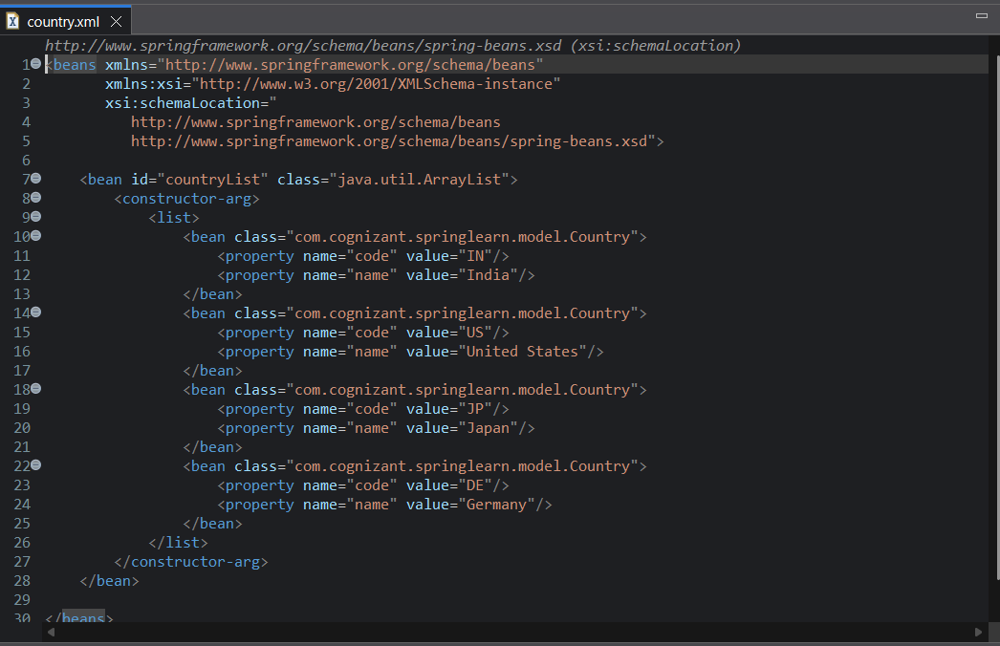 country.xml
http://www.springframework.org/schema/beans/spring-beans.xsd (xsi:schemaLocation)
1 <beans xmlns="http://www.springframework.org/schema/beans"
2 xmlns:xsi="http://www.w3.org/2001/XMLSchema-instance"
3 xsi:schemaLocation="
4 http://www.springframework.org/schema/beans
5 http://www.springframework.org/schema/beans/spring-beans.xsd">
6
7 <bean id="countryList" class="java.util.ArrayList">
8 <constructor-arg>
9 <list>
10 <bean class="com.cognizant.springlearn.model.Country">
11 <property name="code" value="IN"/>
12 <property name="name" value="India"/>
13 </bean>
14 <bean class="com.cognizant.springlearn.model.Country">
15 <property name="code" value="US"/>
16 <property name="name" value="United States"/>
17 </bean>
18 <bean class="com.cognizant.springlearn.model.Country">
19 <property name="code" value="JP"/>
20 <property name="name" value="Japan"/>
21 </bean>
22 <bean class="com.cognizant.springlearn.model.Country">
23 <property name="code" value="DE"/>
24 <property name="name" value="Germany"/>
25 </bean>
26 </list>
27 </constructor-arg>
28 </bean>
29
30 </beans>